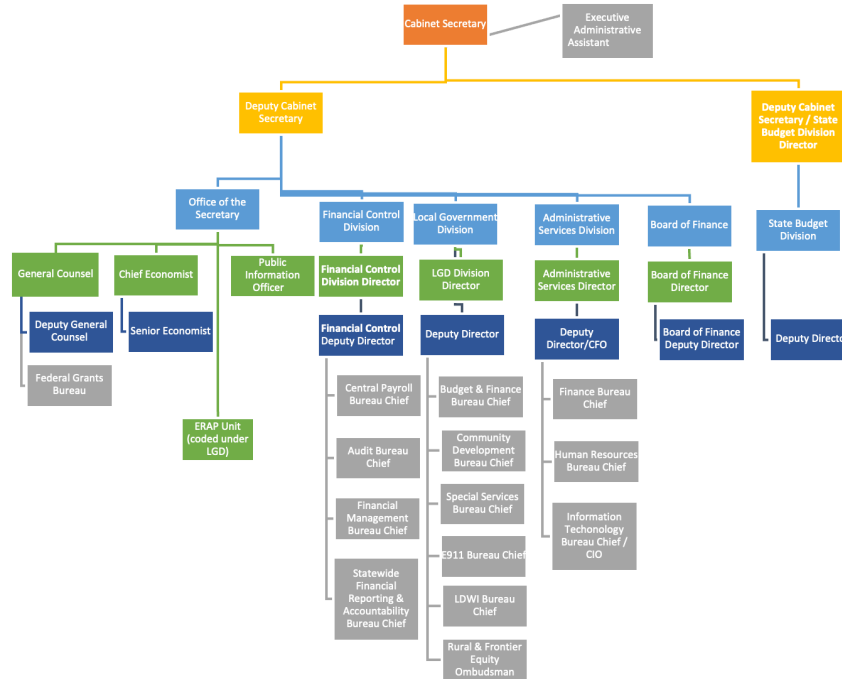 Cabinet Secretary
Executive
Administrative
Assistant
Deputy Cabinet
Secretary
Deputy Cabinet
Secretary / State
Budget Division
Director
Office of the
Secretary
Financial Control
Division
Local Government
Division
Administrative
Services Division
Board of Finance
State Budget
Division
General Counsel
Chief Economist
Public
Information
Officer
Financial Control
Division Director
LGD Division
Director
Administrative
Services Director
Board of Finance
Director
Deputy General
Counsel
Senior Economist
Financial Control
Deputy Director
Deputy Director
Deputy
Director/CFO
Board of Finance
Deputy Director
Deputy Director
Federal Grants
Bureau
ERAP Unit
(coded under
LGD)
Central Payroll
Bureau Chief
Audit Bureau
Chief
Financial
Management
Bureau Chief
Statewide
Financial
Reporting &
Accountability
Bureau Chief
Budget & Finance
Bureau Chief
Community
Development
Bureau Chief
Special Services
Bureau Chief
E911 Bureau Chief
LDWI Bureau
Chief
Rural & Frontier
Equity
Ombudsman
Finance Bureau
Chief
Human Resources
Bureau Chief
Information
Techonology
Bureau Chief /
CIO